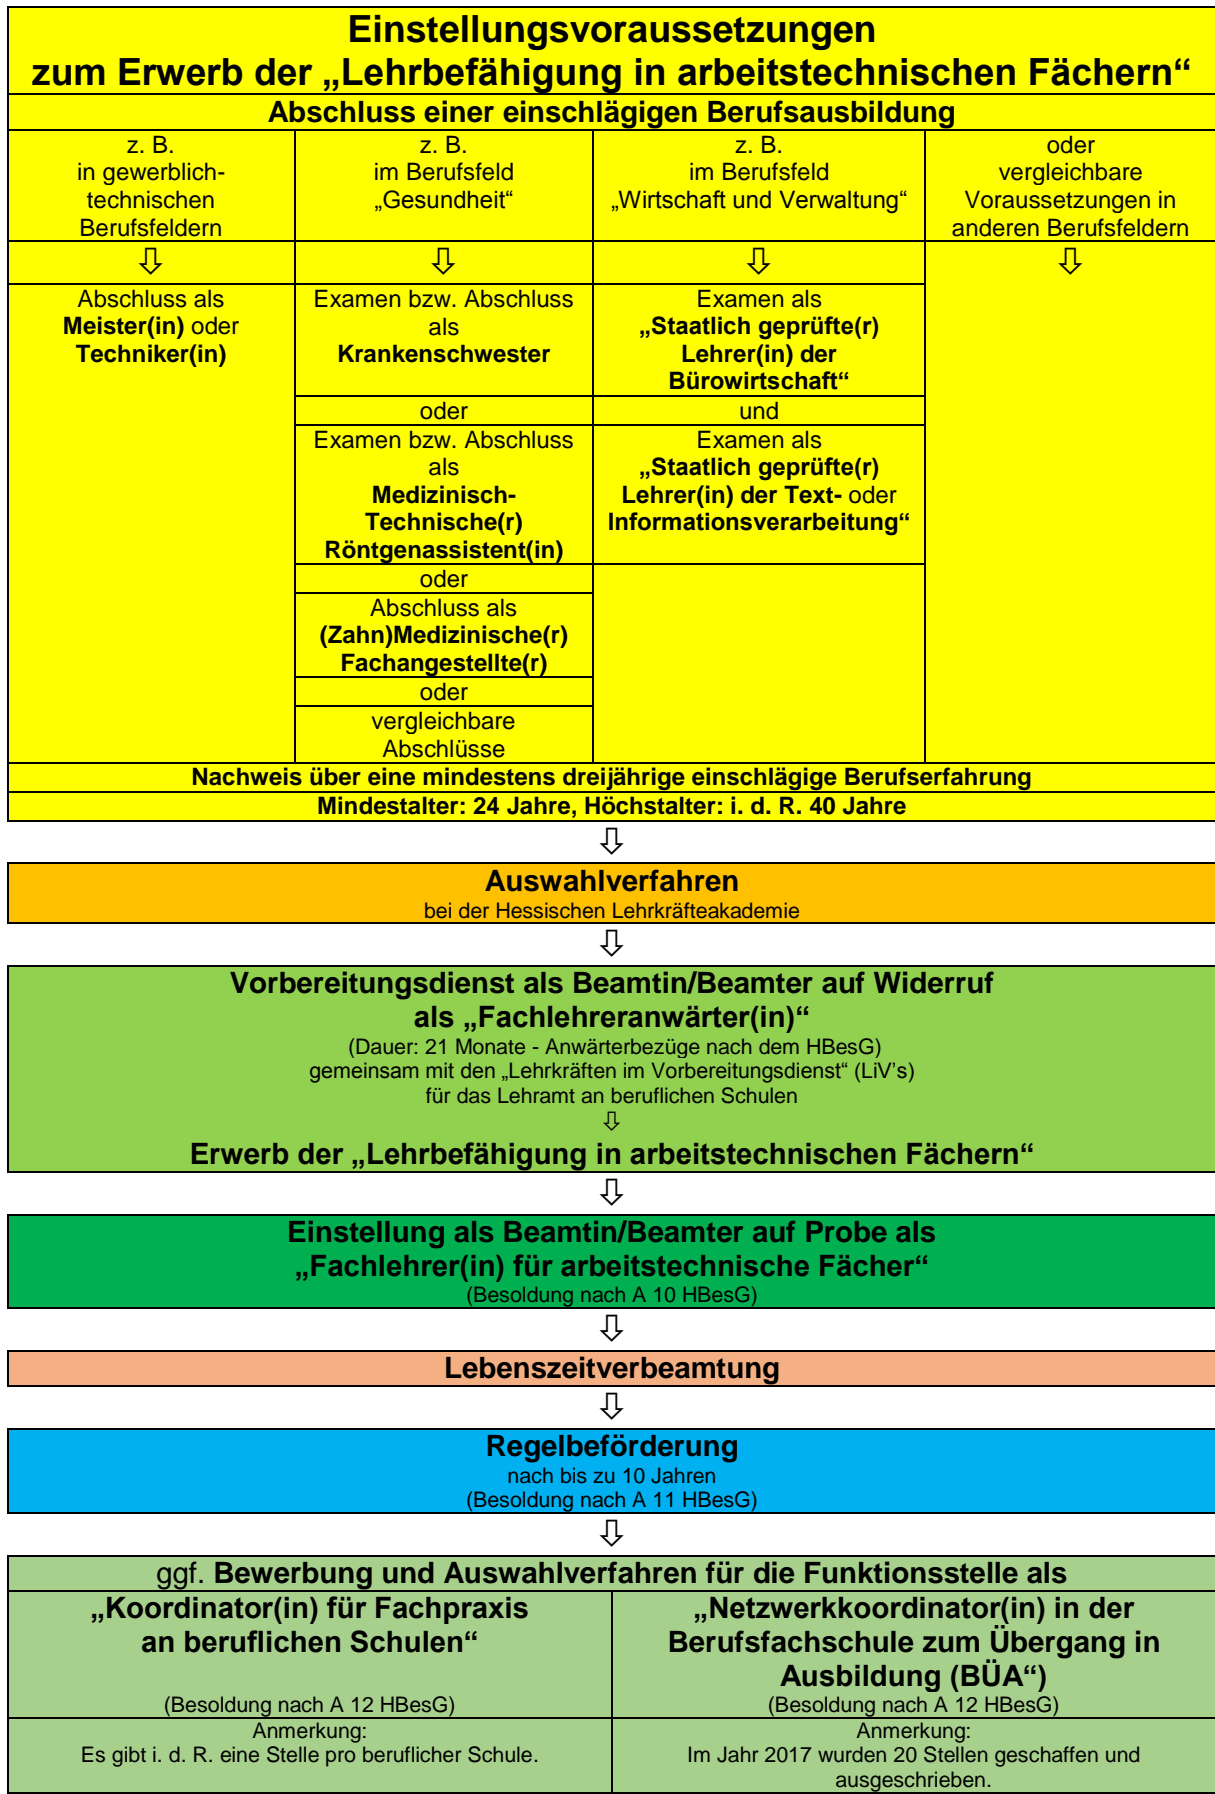 Einstellungsvoraussetzungen
zum Erwerb der „Lehrbefähigung in arbeitstechnischen Fächern“
Abschluss einer einschlägigen Berufsausbildung
z. B.
in gewerblich-
technischen
Berufsfeldern
z. B.
im Berufsfeld
„Gesundheit“
z. B.
im Berufsfeld
„Wirtschaft und Verwaltung“
oder
vergleichbare
Voraussetzungen in
anderen Berufsfeldern
⇩
⇩
⇩
⇩
Abschluss als
Meister(in) oder
Techniker(in)
Examen bzw. Abschluss
als
Krankenschwester
oder
Examen bzw. Abschluss
als
Medizinisch-
Technische(r)
Röntgenassistent(in)
oder
Abschluss als
(Zahn)Medizinische(r)
Fachangestellte(r)
oder
vergleichbare
Abschlüsse
Examen als
„Staatlich geprüfte(r)
Lehrer(in) der
Bürowirtschaft“
und
Examen als
„Staatlich geprüfte(r)
Lehrer(in) der Text- oder
Informationsverarbeitung“
Nachweis über eine mindestens dreijährige einschlägige Berufserfahrung
Mindestalter: 24 Jahre, Höchstalter: i. d. R. 40 Jahre
⇩
Auswahlverfahren
bei der Hessischen Lehrkräfteakademie
⇩
Vorbereitungsdienst als Beamtin/Beamter auf Widerruf
als „Fachlehreranwärter(in)“
(Dauer: 21 Monate - Anwärterbezüge nach dem HBesG)
gemeinsam mit den „Lehrkräften im Vorbereitungsdienst“ (LiV's)
für das Lehramt an beruflichen Schulen
⇩
Erwerb der „Lehrbefähigung in arbeitstechnischen Fächern“
⇩
Einstellung als Beamtin/Beamter auf Probe als
„Fachlehrer(in) für arbeitstechnische Fächer“
(Besoldung nach A 10 HBesG)
⇩
Lebenszeitverbeamtung
⇩
Regelbeförderung
nach bis zu 10 Jahren
(Besoldung nach A 11 HBesG)
⇩
ggf. Bewerbung und Auswahlverfahren für die Funktionsstelle als
„Koordinator(in) für Fachpraxis
an beruflichen Schulen“
(Besoldung nach A 12 HBesG)
Anmerkung:
Es gibt i. d. R. eine Stelle pro beruflicher Schule.
„Netzwerkkoordinator(in) in der
Berufsfachschule zum Übergang in
Ausbildung (BÜA“)
(Besoldung nach A 12 HBesG)
Anmerkung:
Im Jahr 2017 wurden 20 Stellen geschaffen und
ausgeschrieben.